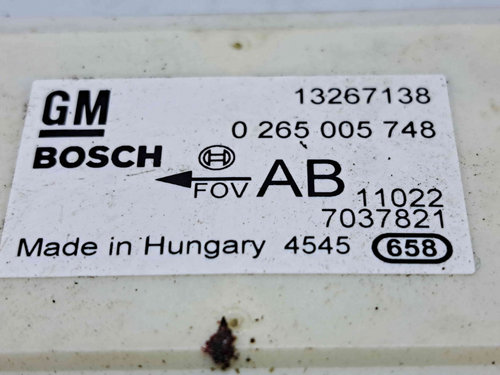 GM 13267138
0 265 005 748
BOSCH
FOV AB 11022
7037821
Made in Hungary 4545 658